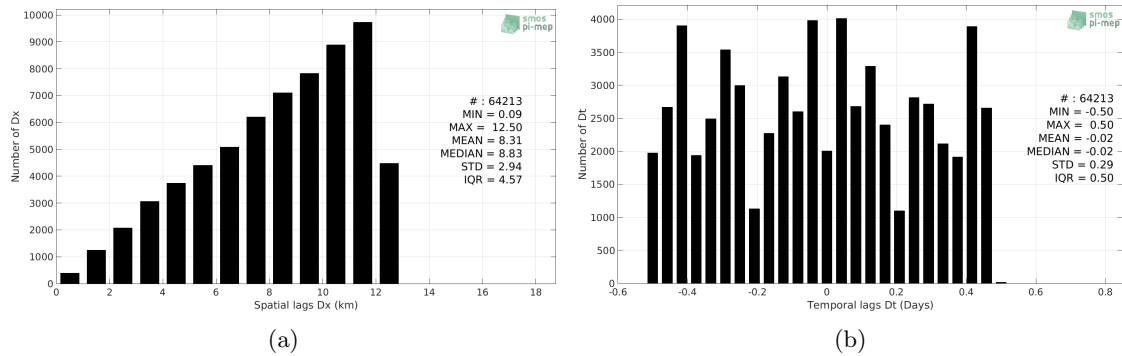 10000
9000
8000
7000
6000
5000
4000
3000
2000
1000
0
Number of Dx
0 2 4 6 8 10 12 14 16 18
Spatial lags Dx (km)
smos
pi-mep
# : 64213
MIN = 0.09
MAX = 12.50
MEAN = 8.31
MEDIAN = 8.83
STD = 2.94
IQR = 4.57
(a)
4000
3500
3000
2500
2000
1500
1000
500
0
Number of Dt
-0.6 -0.4 -0.2 0 0.2 0.4 0.6 0.8
Temporal lags Dt (Days)
smos
pi-mep
# : 64213
MIN = -0.50
MAX = 0.50
MEAN = -0.02
MEDIAN = -0.02
STD = 0.29
IQR = 0.50
(b)